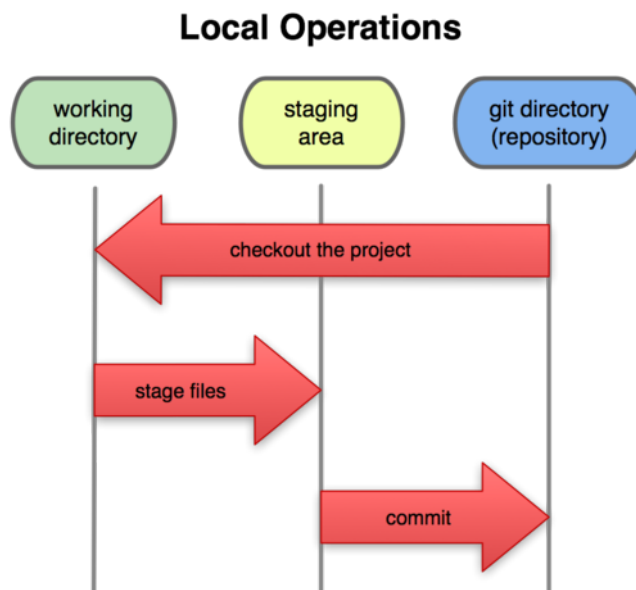 Local Operations
working
directory
staging
area
git directory
(repository)
checkout the project
stage files
commit